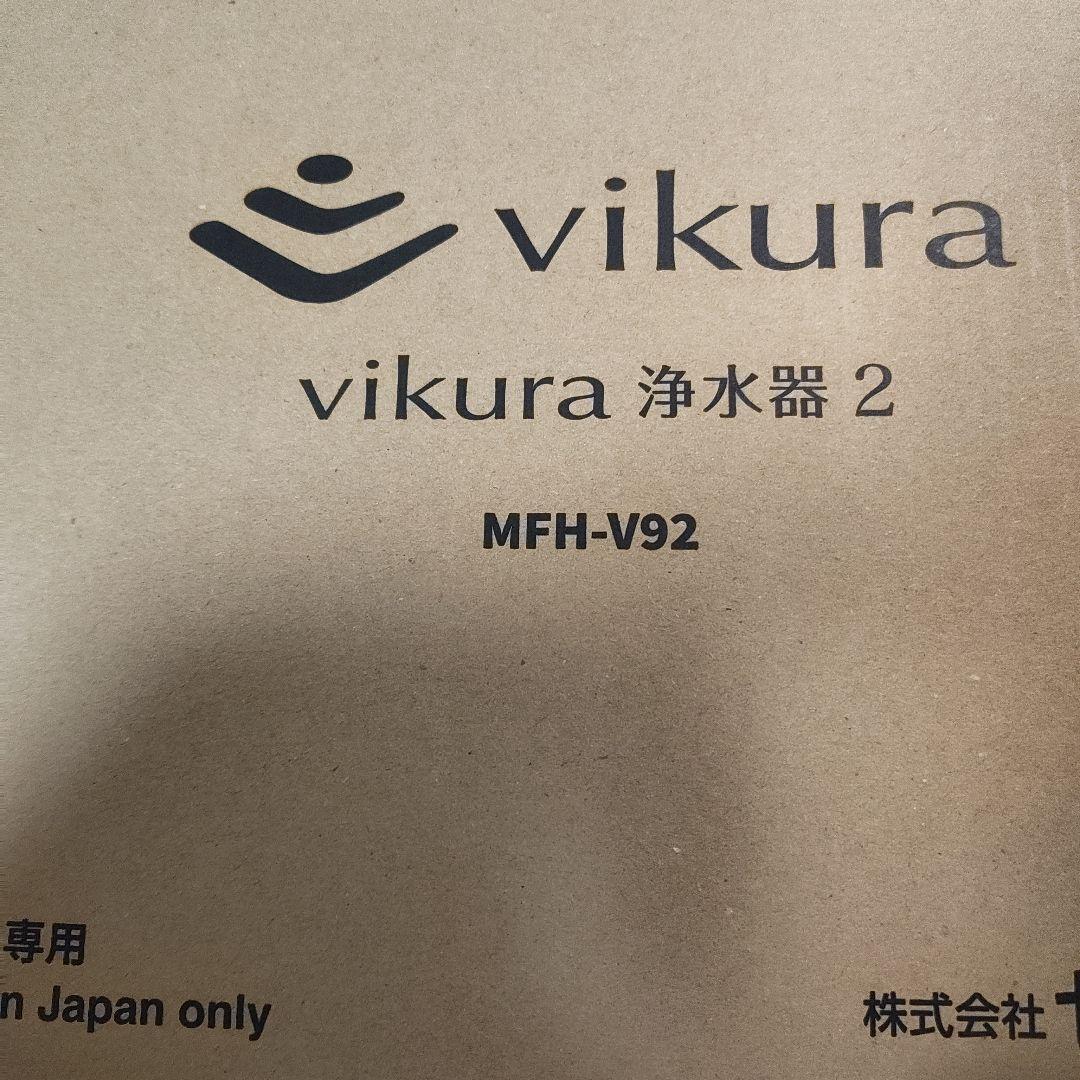 vikura
vikura 浄水器 2
MFH-V92
専用
n Japan only
株式会社